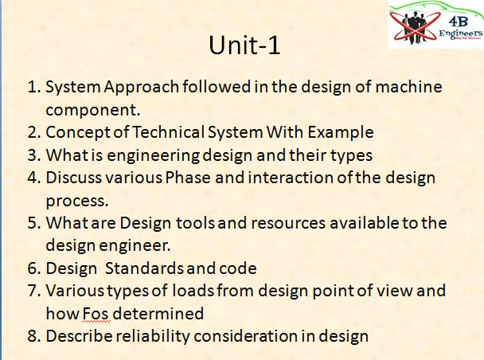 4B
Engineers
Unit-1
1. System Approach followed in the design of machine
component.
2. Concept of Technical System With Example
3. What is engineering design and their types
4. Discuss various Phase and interaction of the design
process.
5. What are Design tools and resources available to the
design engineer.
6. Design Standards and code
7. Various types of loads from design point of view and
how Fos determined
8. Describe reliability consideration in design